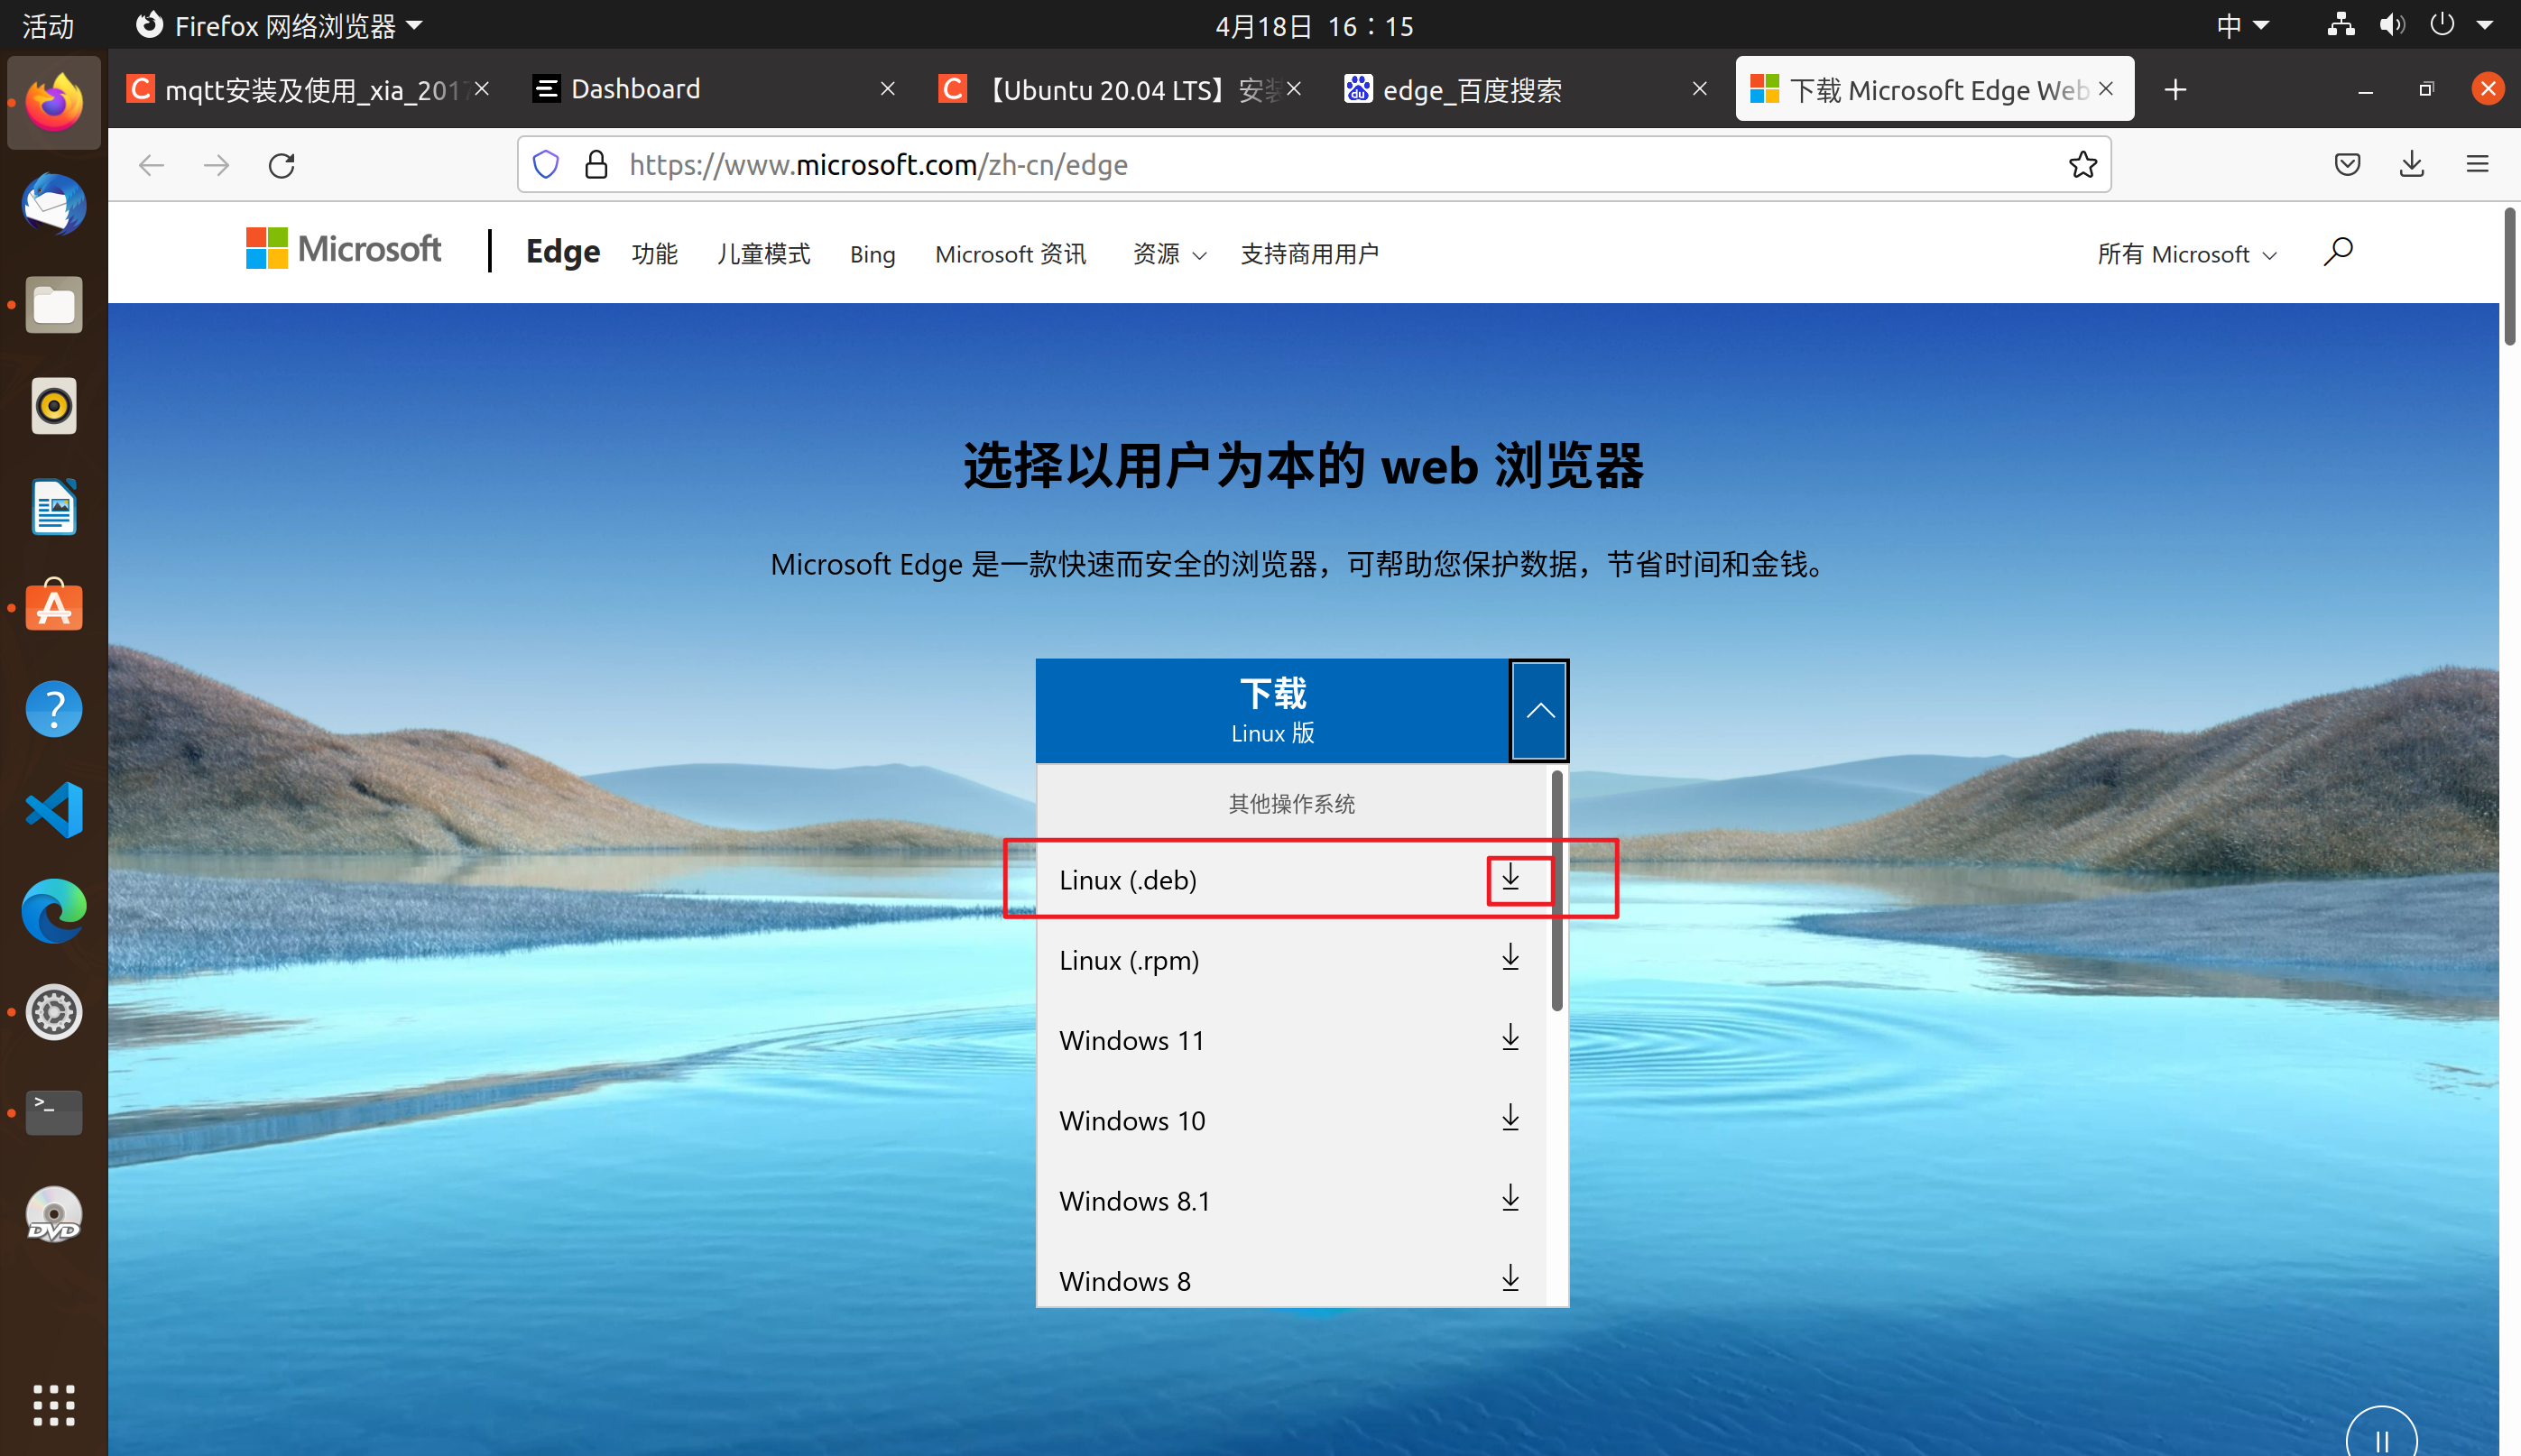 活动
Firefox 网络浏览器
4月18日 16：15
中
mqtt安装及使用_xia_2017
Dashboard
【Ubuntu 20.04 LTS】安装
edge_百度搜索
下载 Microsoft Edge Web
https://www.microsoft.com/zh-cn/edge
Microsoft
Edge
功能
儿童模式
Bing
Microsoft 资讯
资源
支持商用用户
所有 Microsoft
选择以用户为本的 web 浏览器
Microsoft Edge 是一款快速而安全的浏览器，可帮助您保护数据，节省时间和金钱。
下载
Linux 版
其他操作系统
Linux (.deb)
Linux (.rpm)
Windows 11
Windows 10
Windows 8.1
Windows 8
DVD